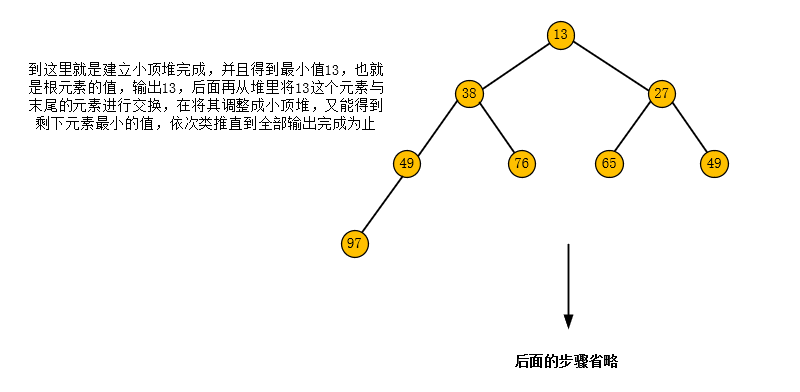 13
到这里就是建立小顶堆完成，并且得到最小值13，也就
是根元素的值，输出13，后面再从堆里将13这个元素与
末尾的元素进行交换，在将其调整成小顶堆，又能得到
剩下元素最小的值，依次类推直到全部输出完成为止
38
27
49
76
65
49
97
后面的步骤省略